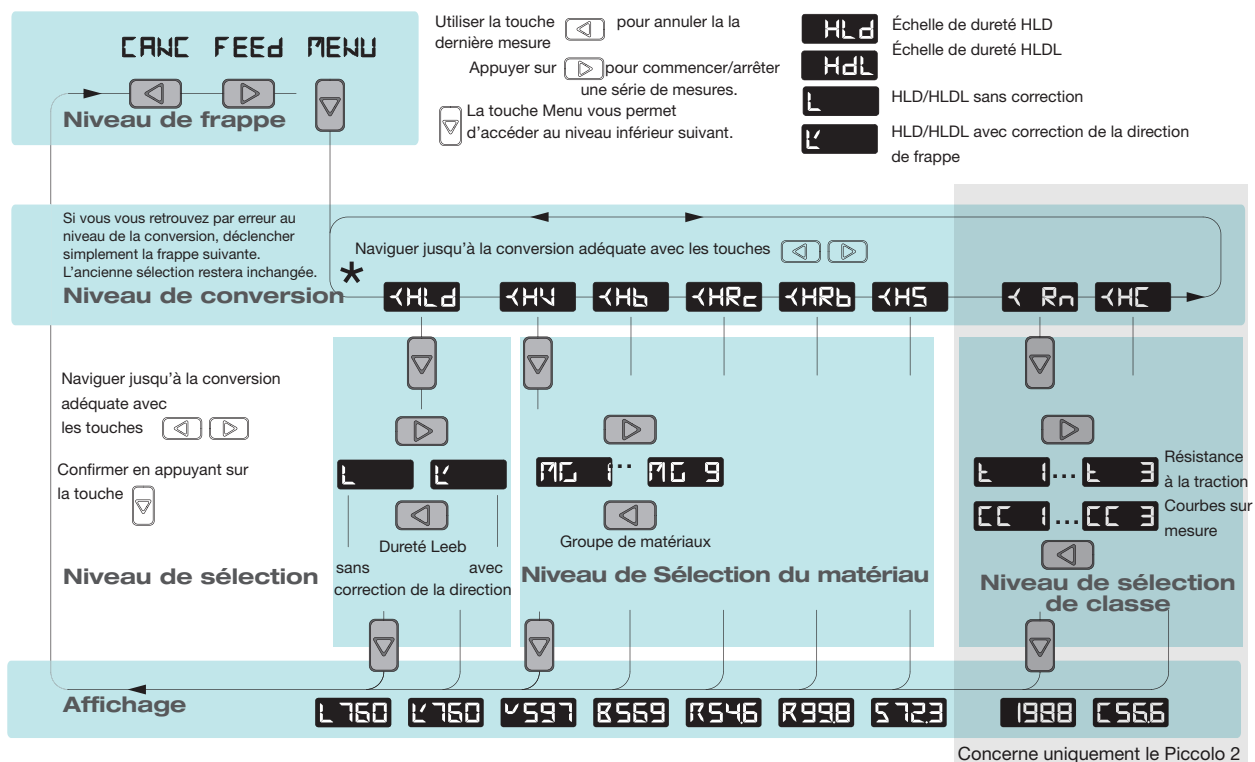 CANC FEEd MENU
Niveau de frappe
Utiliser la touche pour annuler la la
dernière mesure
Appuyer sur pour commencer/arrêter
une série de mesures.
La touche Menu vous permet
d'accéder au niveau inférieur suivant.
HLd Échelle de dureté HLD
HdL Échelle de dureté HLDL
L HLD/HLDL sans correction
L′ HLD/HLDL avec correction de la direction
de frappe
Si vous vous retrouvez par erreur au
niveau de la conversion, déclencher
simplement la frappe suivante.
L'ancienne sélection restera inchangée.
Naviguer jusqu'à la conversion adéquate avec les touches
*
Niveau de conversion
<HLd <HV <Hb <HRc <HRb <HS < Rn <HC
Naviguer jusqu'à la conversion
adéquate avec
les touches
Confirmer en appuyant sur
la touche
Niveau de sélection
L L′
Dureté Leeb
sans avec
correction de la direction
MG 1 .. MG 9
Groupe de matériaux
Niveau de Sélection du matériau
t 1...t 3
Résistance
à la traction
CC 1...CC 3
Courbes sur
mesure
Niveau de sélection
de classe
Affichage
L 760 L′760 V597 B569 R54.6 R99.8 S72.3 1988 C56.6
Concerne uniquement le Piccolo 2